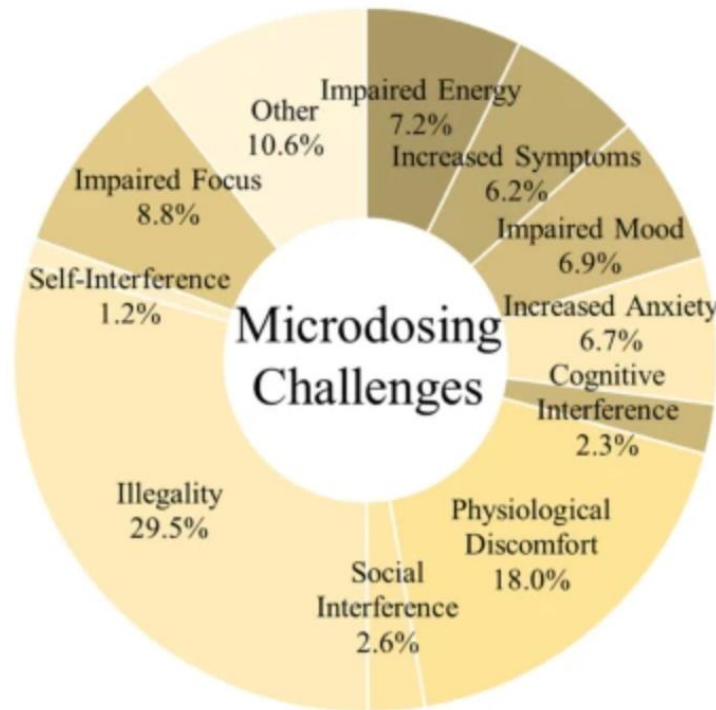 Impaired Energy
7.2%
Increased Symptoms
6.2%
Impaired Mood
6.9%
Increased Anxiety
6.7%
Cognitive
Interference
2.3%
Physiological
Discomfort
18.0%
Social
Interference
2.6%
Illegality
29.5%
Self-Interference
1.2%
Impaired Focus
8.8%
Other
10.6%
Microdosing
Challenges